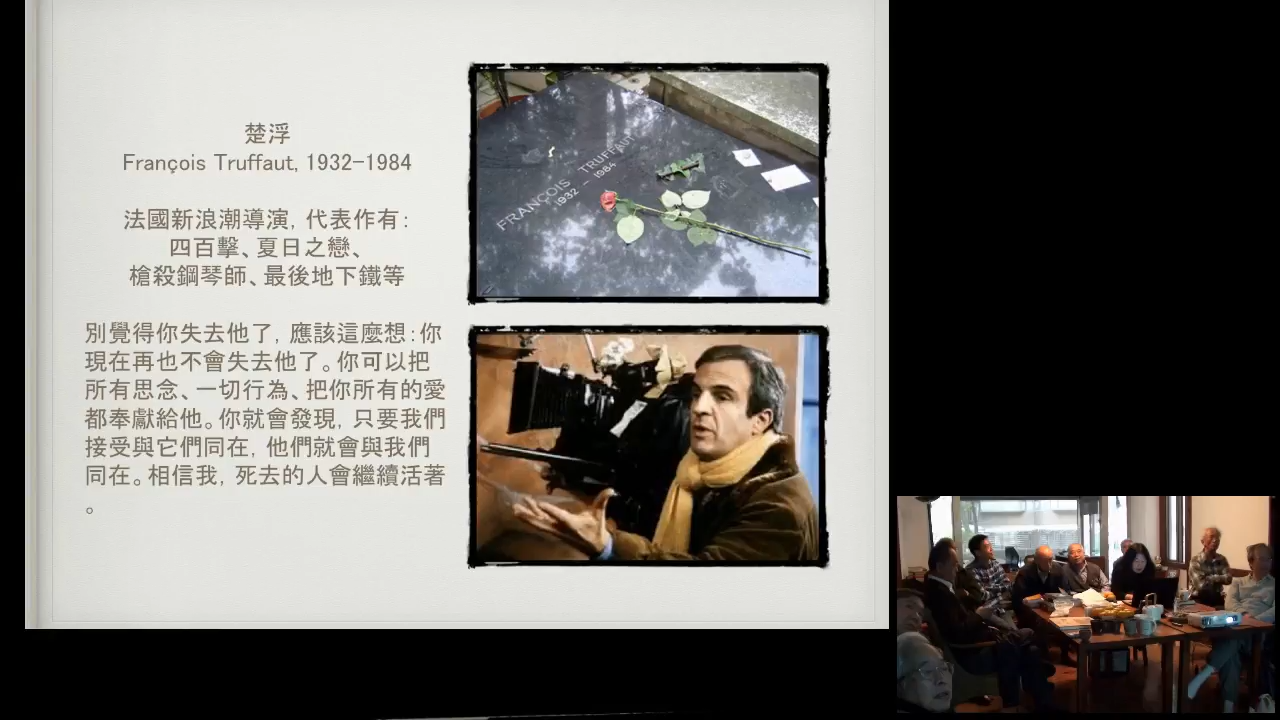 楚浮
François Truffaut, 1932-1984
法國新浪潮導演, 代表作有:
四百擊、夏日之戀、
槍殺鋼琴師、最後地下鐵等
別覺得你失去他了, 應該這麼想:你
現在再也不會失去他了。你可以把
所有思念、一切行為、把你所有的愛
都奉獻給他。你就會發現, 只要我們
接受與它們同在, 他們就會與我們
同在。相信我, 死去的人會繼續活著
。
FRANÇOIS TRUFFAUT
1932 - 1984